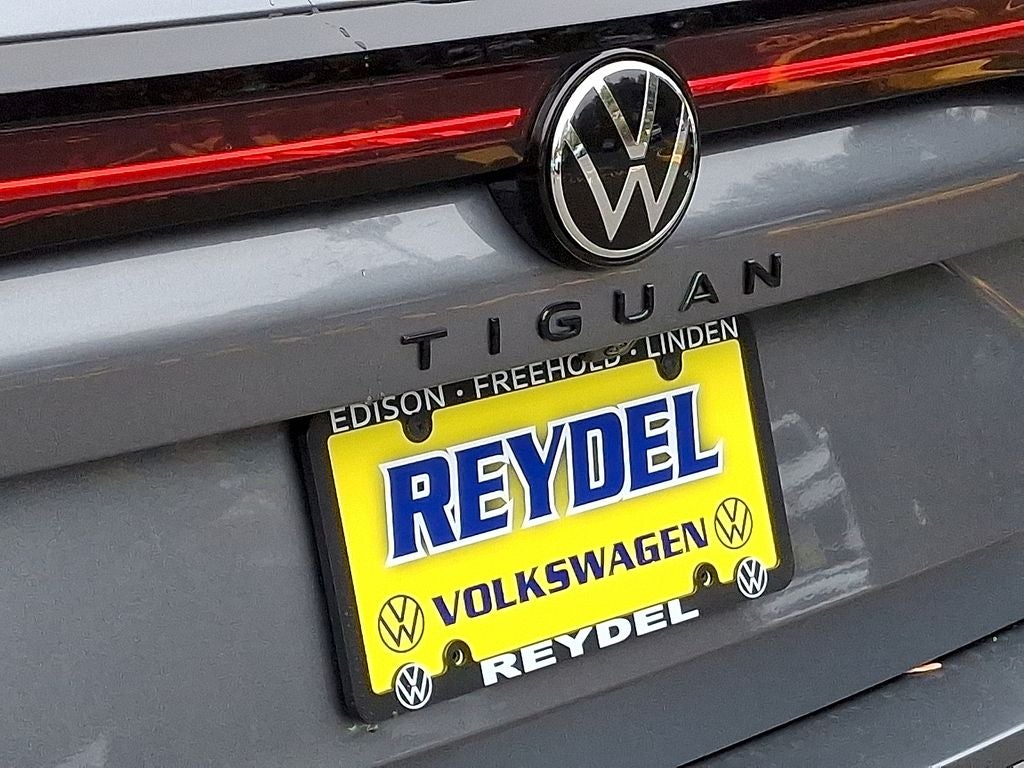 TIGUAN
EDISON · FREEHOLD · LINDEN
REYDEL
VOLKSWAGEN
REYDEL